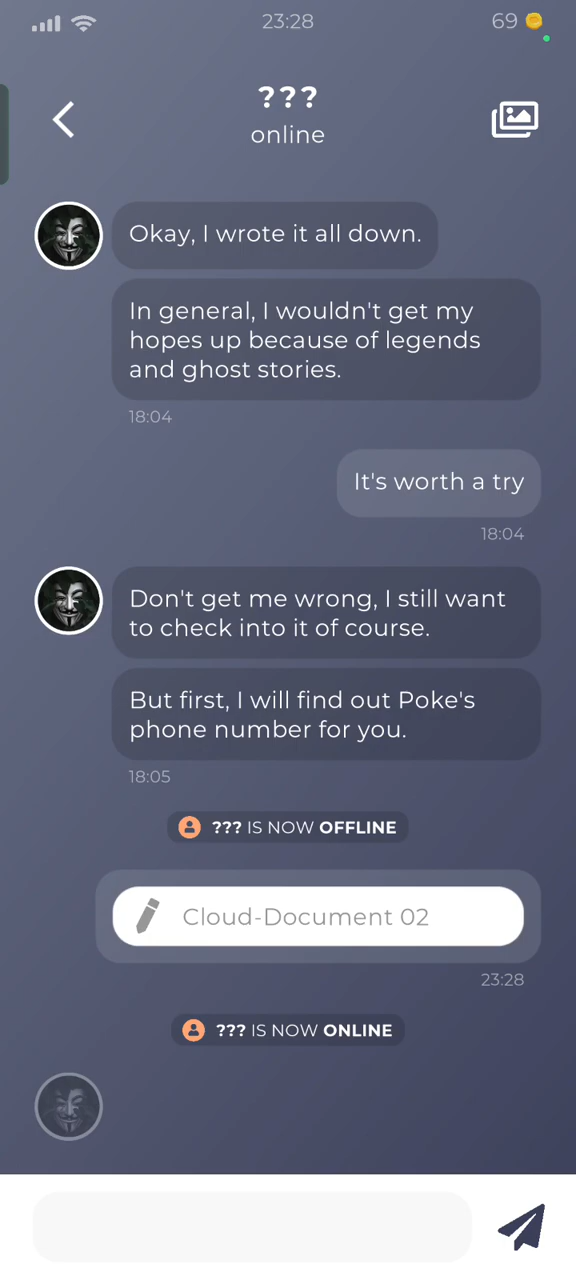 23:28
69
???
online
Okay, I wrote it all down.
In general, I wouldn't get my
hopes up because of legends
and ghost stories.
18:04
It's worth a try
18:04
Don't get me wrong, I still want
to check into it of course.
But first, I will find out Poke's
phone number for you.
18:05
??? IS NOW OFFLINE
Cloud-Document 02
23:28
??? IS NOW ONLINE